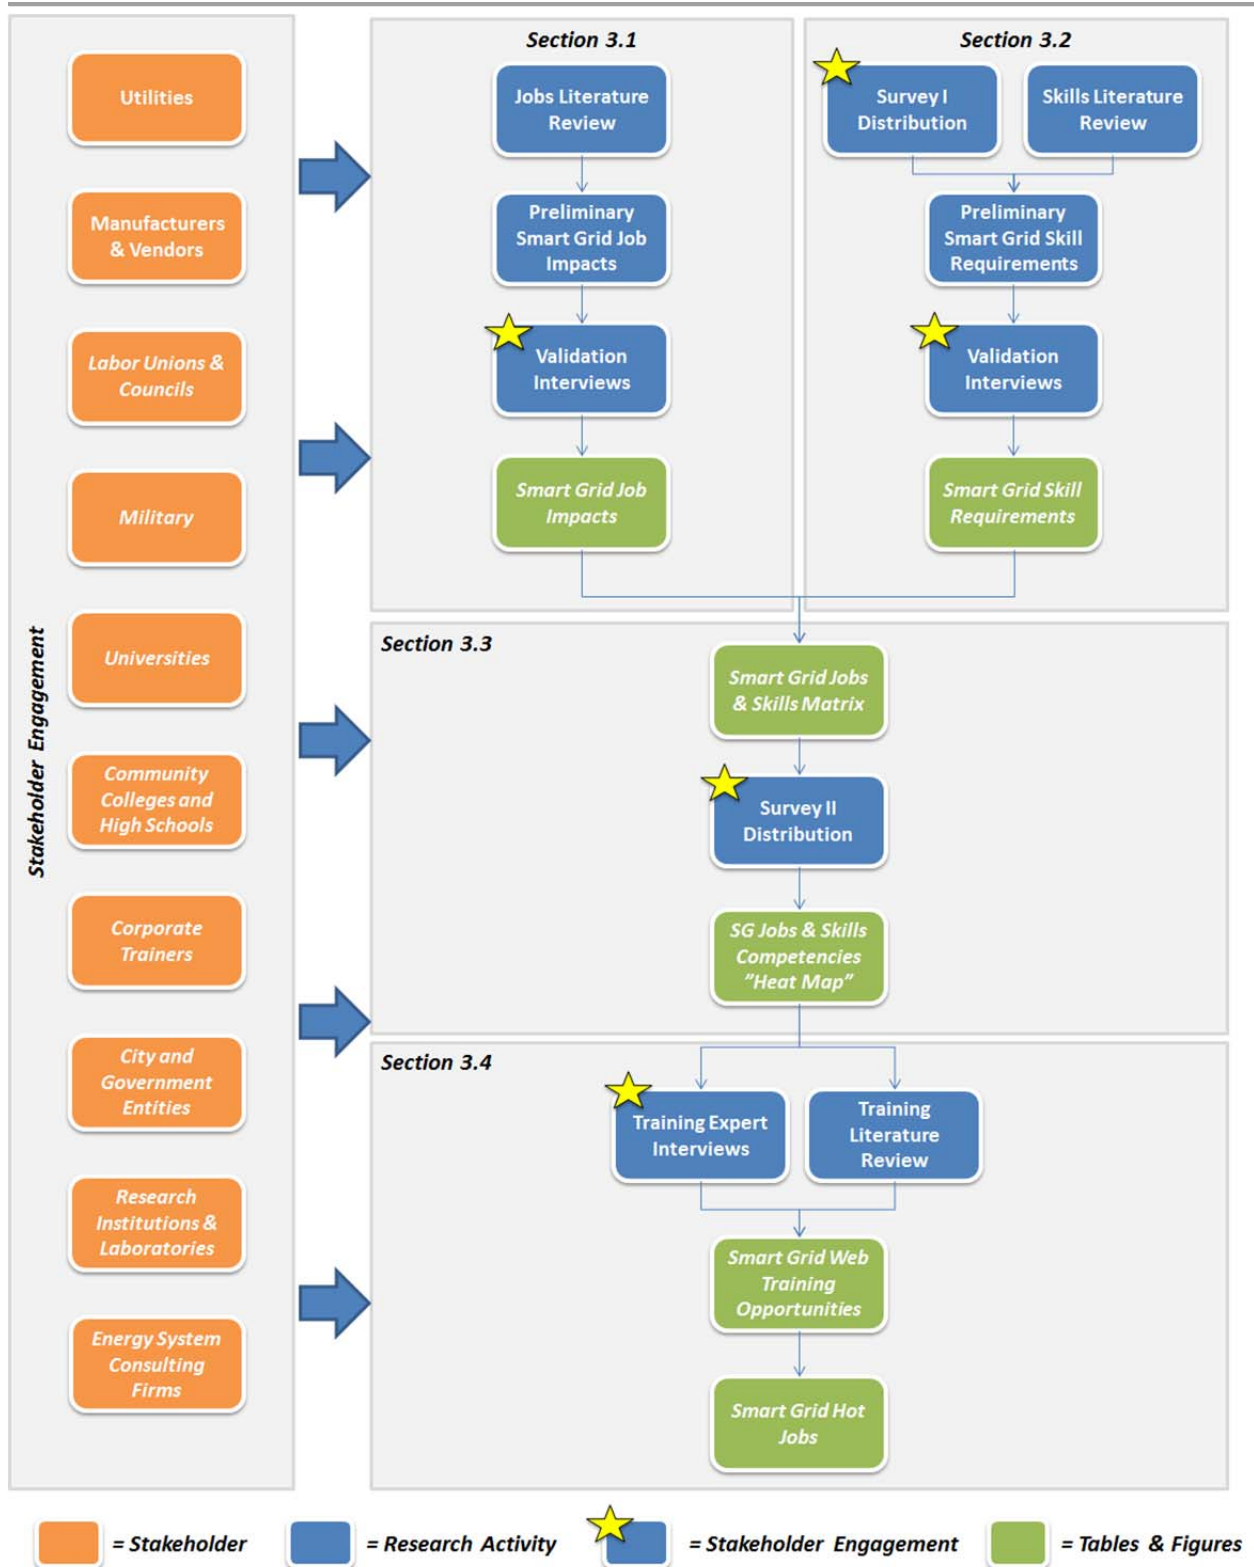 Stakeholder Engagement
Utilities
Manufacturers
& Vendors
Labor Unions &
Councils
Military
Universities
Community
Colleges and
High Schools
Corporate
Trainers
City and
Government
Entities
Research
Institutions &
Laboratories
Energy System
Consulting
Firms
Section 3.1
Jobs Literature
Review
Preliminary
Smart Grid Job
Impacts
Validation
Interviews
Smart Grid Job
Impacts
Section 3.2
Survey I
Distribution
Skills Literature
Review
Preliminary
Smart Grid Skill
Requirements
Validation
Interviews
Smart Grid Skill
Requirements
Section 3.3
Smart Grid Jobs
& Skills Matrix
Survey II
Distribution
SG Jobs & Skills
Competencies
”Heat Map”
Section 3.4
Training Expert
Interviews
Training
Literature
Review
Smart Grid Web
Training
Opportunities
Smart Grid Hot
Jobs
= Stakeholder
= Research Activity
= Stakeholder Engagement
= Tables & Figures